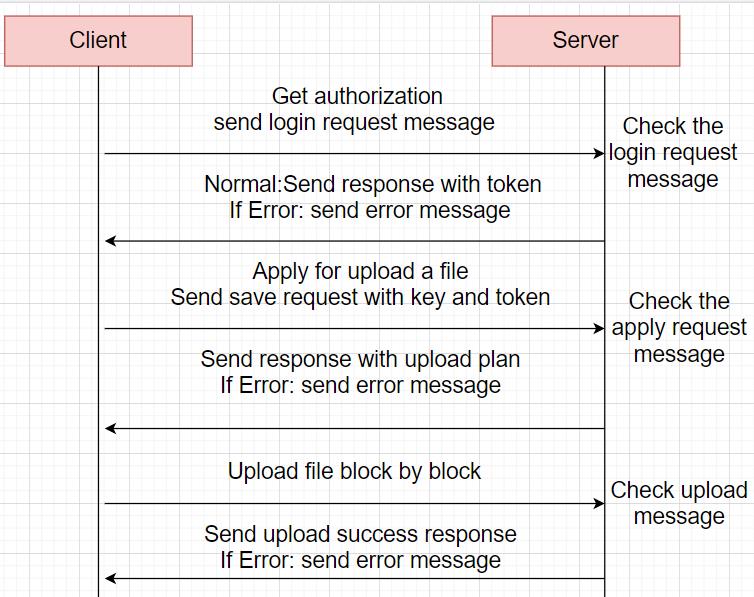 Client
Server
Get authorization
send login request message
Check the
login request
message
Normal:Send response with token
If Error: send error message
Apply for upload a file
Send save request with key and token
Check the
apply request
message
Send response with upload plan
If Error: send error message
Upload file block by block
Check upload
message
Send upload success response
If Error: send error message